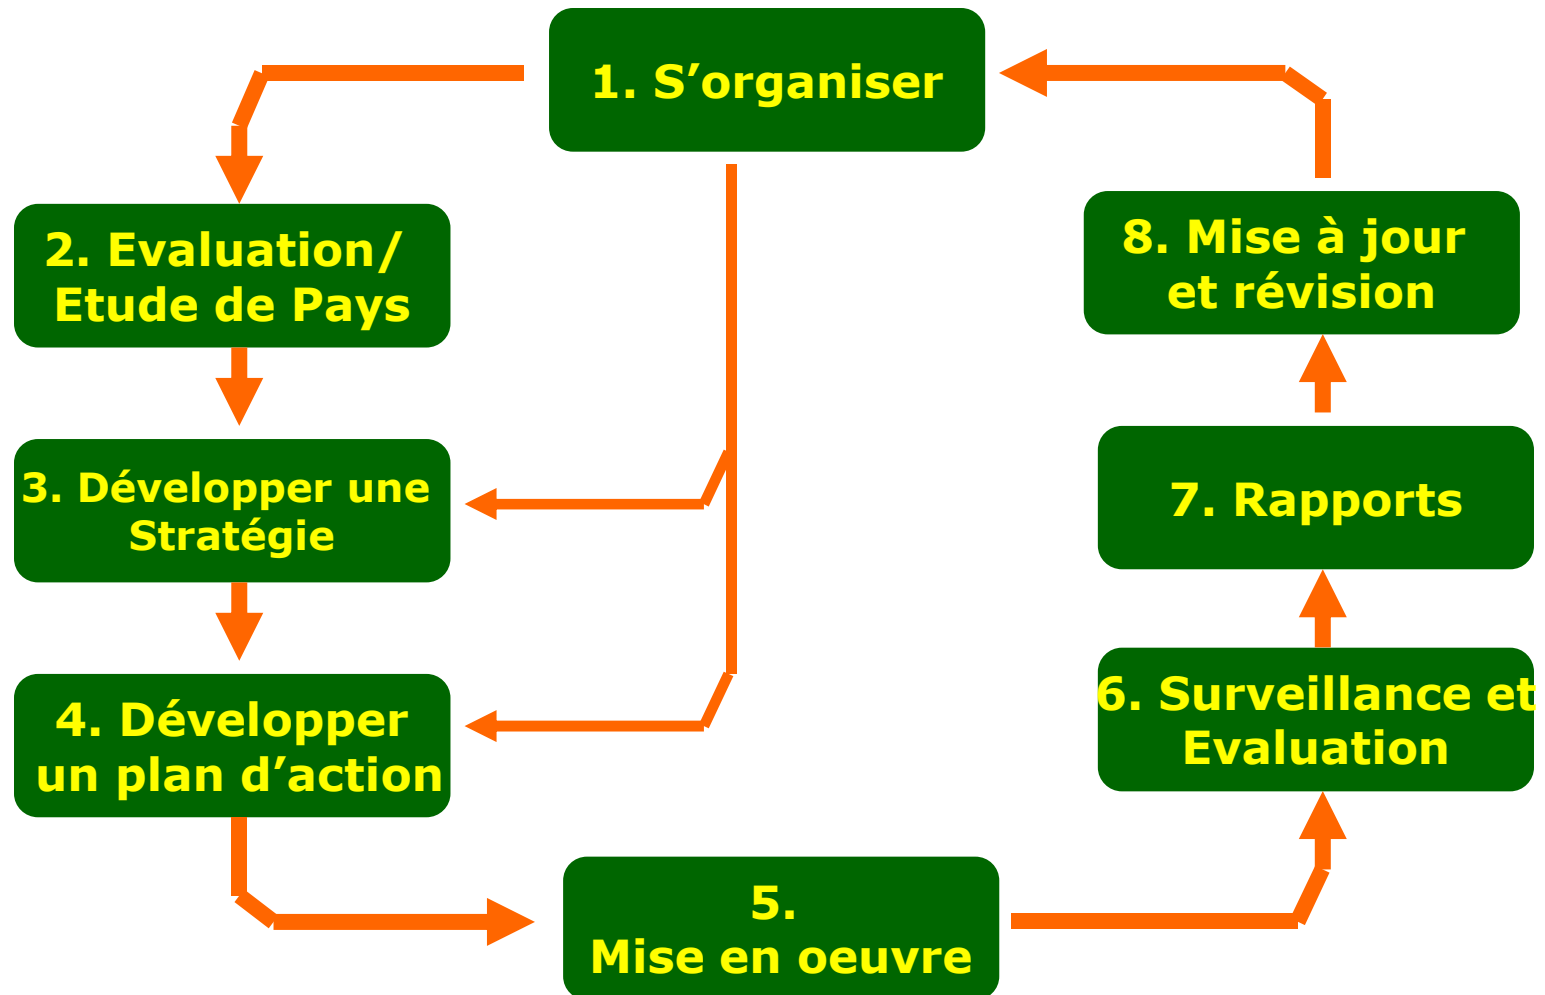 1. S’organiser
2. Evaluation/
Etude de Pays
3. Développer une
Stratégie
4. Développer
un plan d’action
5.
Mise en oeuvre
6. Surveillance et
Evaluation
7. Rapports
8. Mise à jour
et révision